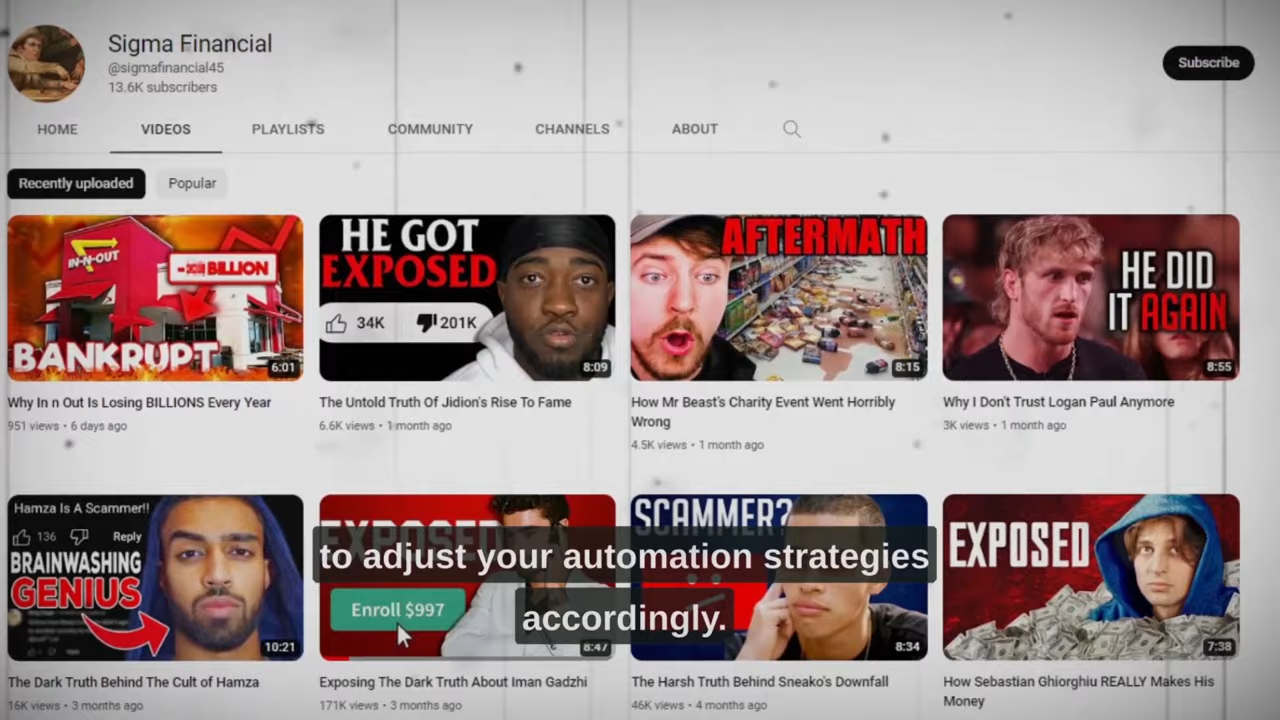 Sigma Financial
@sigmafinancial45
13.6K subscribers
Subscribe
HOME
VIDEOS
PLAYLISTS
COMMUNITY
CHANNELS
ABOUT
Recently uploaded
Popular
IN-N-OUT
BILLION
BANKRUPT
6:01
HE GOT
EXPOSED
34K
201K
8:09
AFTERMATH
8:15
HE DID
IT AGAIN
8:55
Why In n Out Is Losing BILLIONS Every Year
951 views • 6 days ago
The Untold Truth Of Jidion's Rise To Fame
6.6K views • 1 month ago
How Mr Beast's Charity Event Went Horribly
Wrong
4.5K views • 1 month ago
Why I Don't Trust Logan Paul Anymore
3K views • 1 month ago
Hamza Is A Scammer!!
136
Reply
BRAINWASHING
GENIUS
10:21
EXPOSED
Enroll $997
8:47
SCAMMER?
8:34
EXPOSED
7:38
to adjust your automation strategies
accordingly.
The Dark Truth Behind The Cult of Hamza
16K views • 3 months ago
Exposing The Dark Truth About Iman Gadzhi
171K views • 3 months ago
The Harsh Truth Behind Sneako's Downfall
46K views • 4 months ago
How Sebastian Ghiorghiu REALLY Makes His
Money